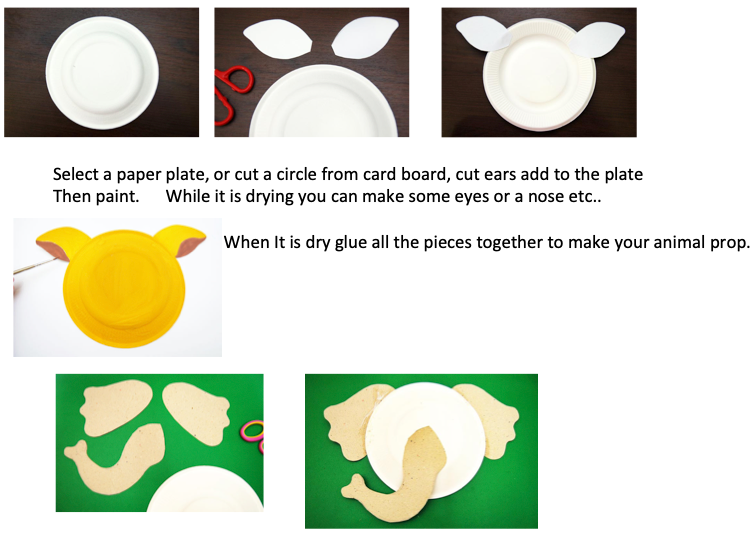 Select a paper plate, or cut a circle from card board, cut ears add to the plate
Then paint. While it is drying you can make some eyes or a nose etc..
When It is dry glue all the pieces together to make your animal prop.